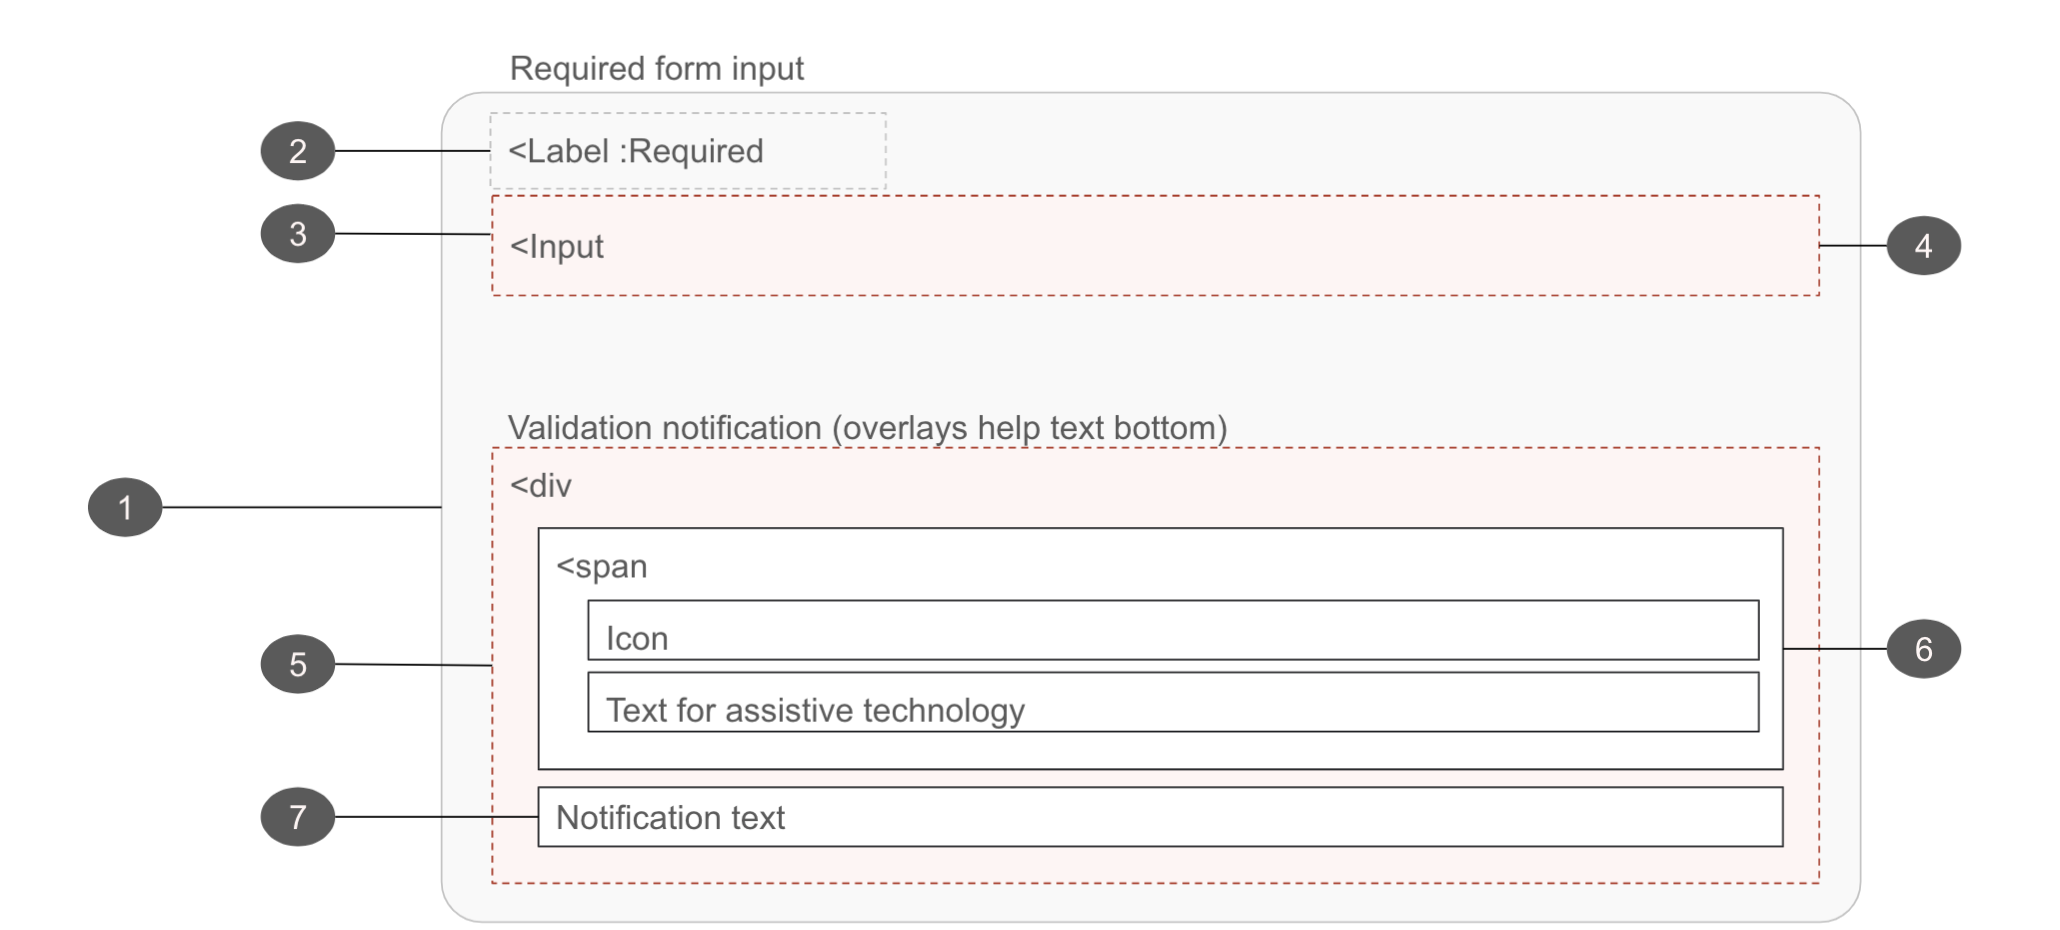 Required form input
2
<Label :Required
3
<Input
4
Validation notification (overlays help text bottom)
<div
1
<span
Icon
5
6
Text for assistive technology
7
Notification text